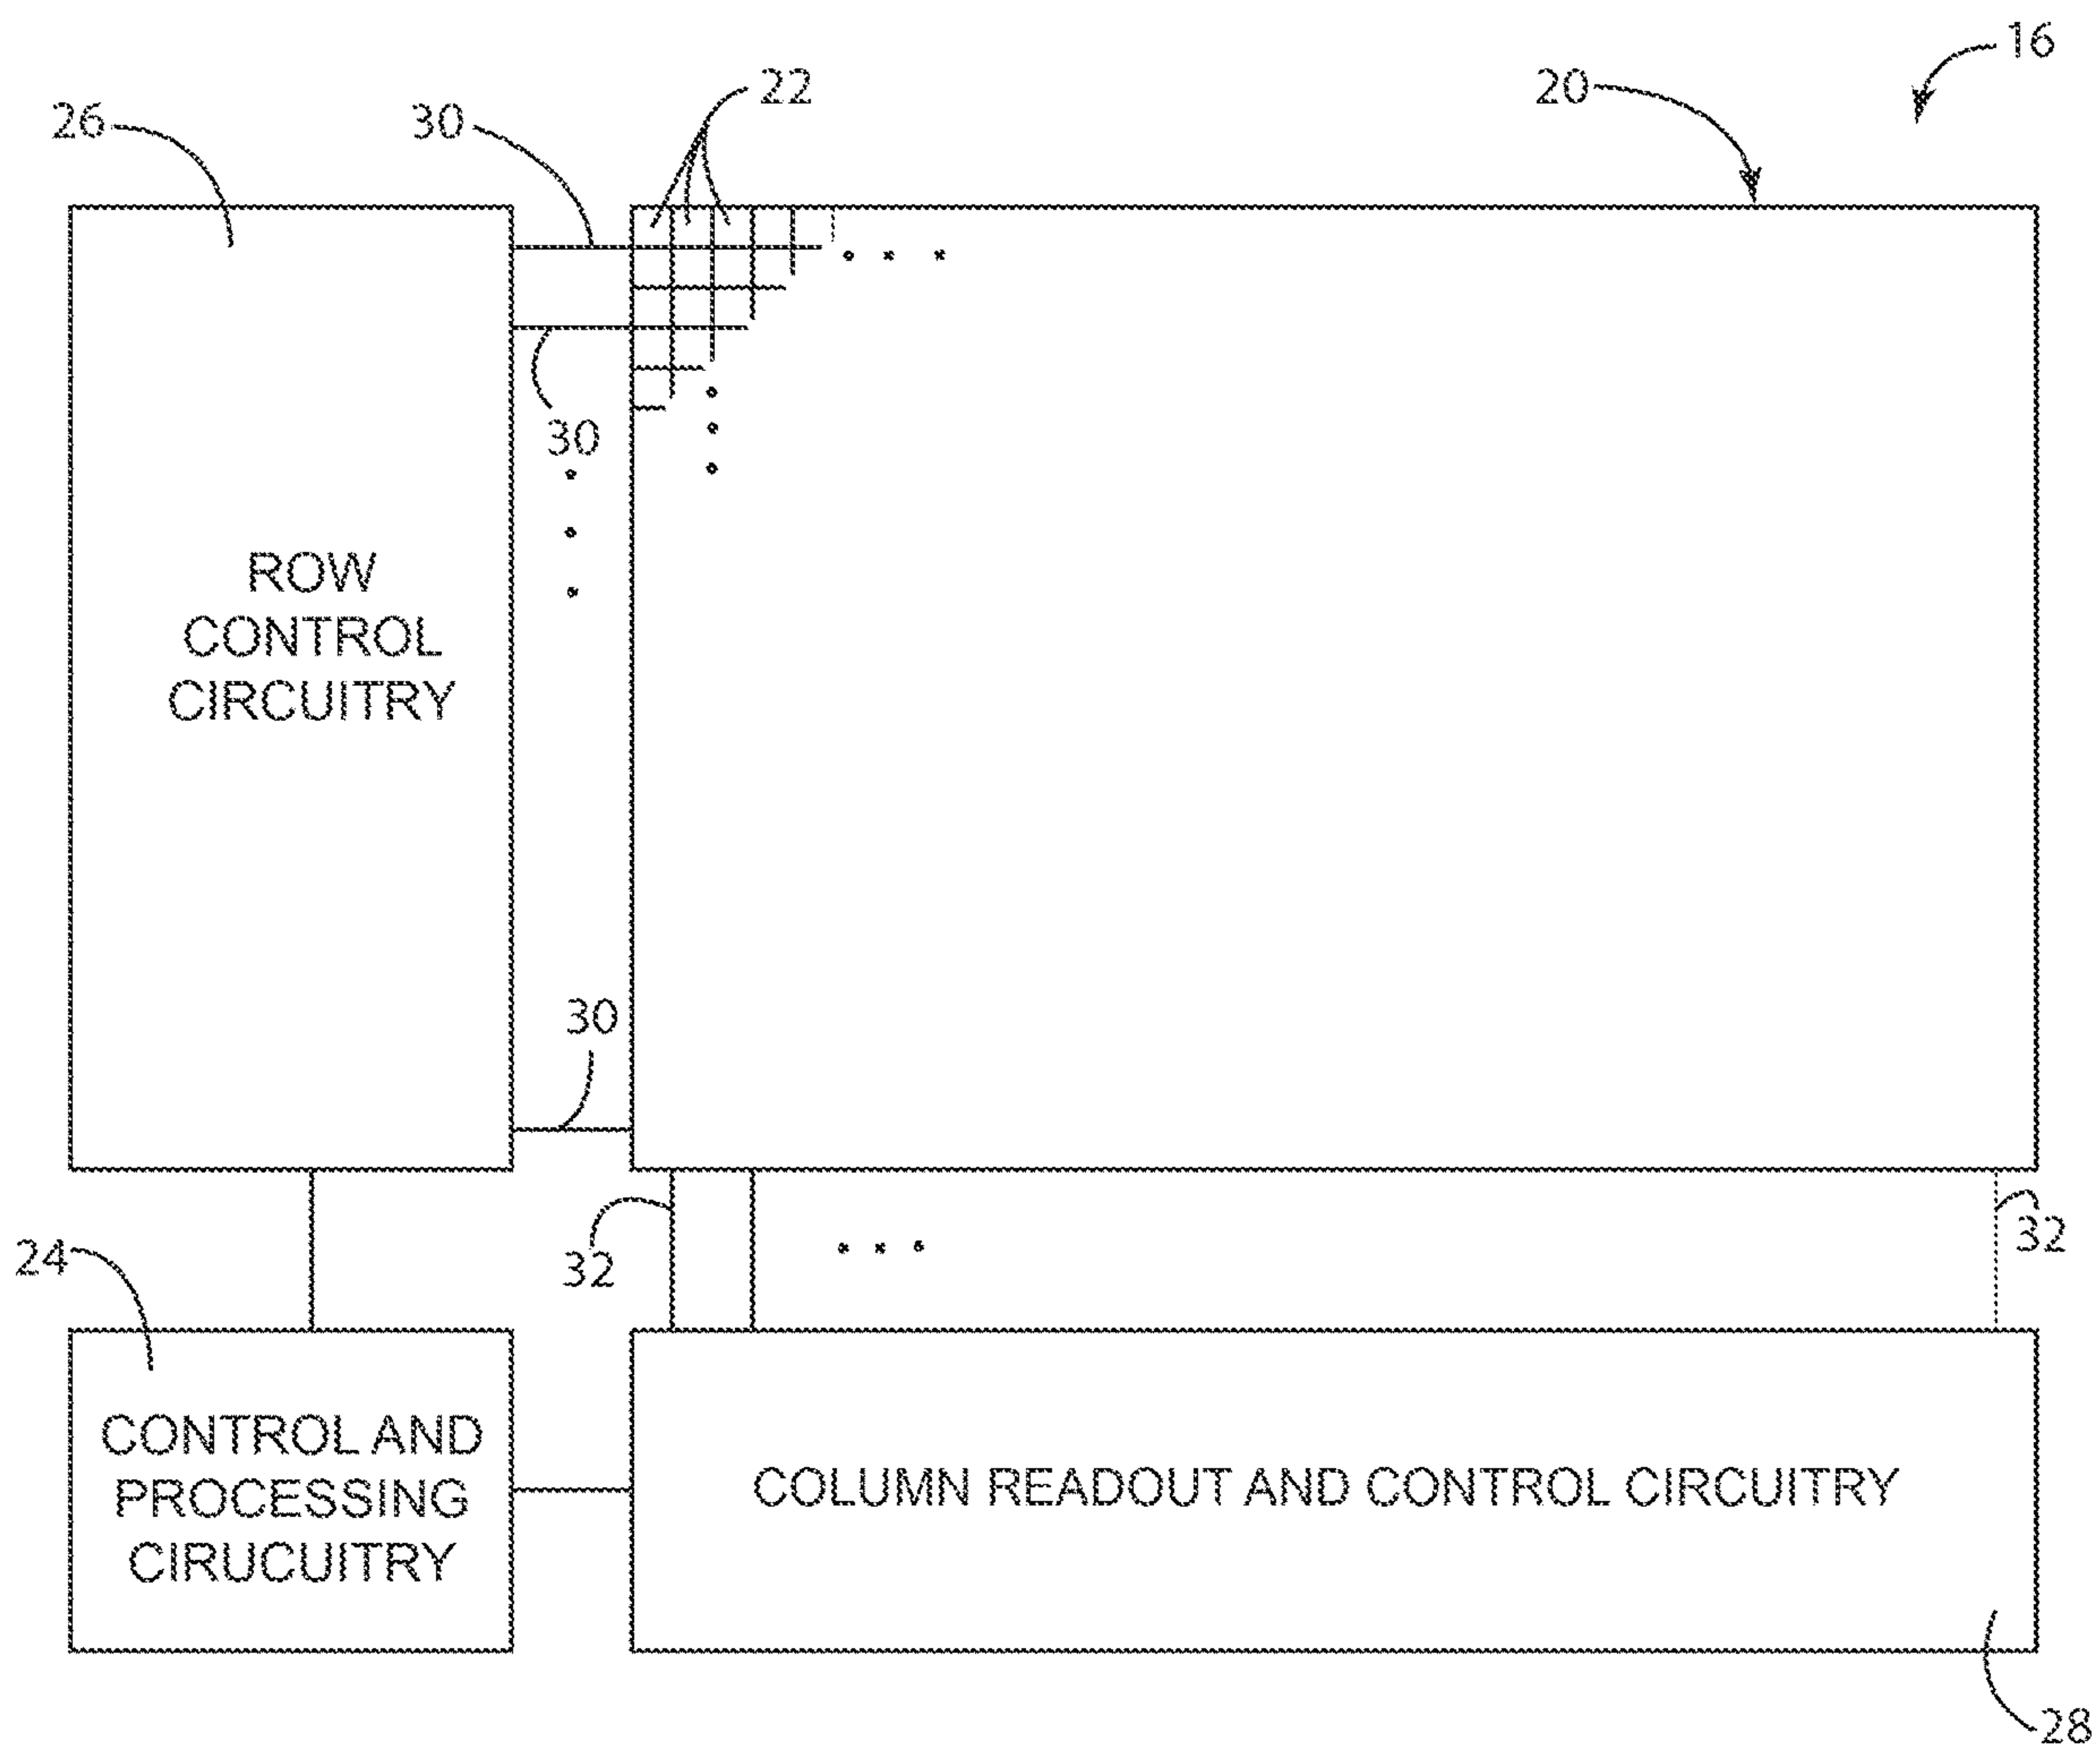 16
20
22
30
26
30
ROW
CONTROL
CIRCUITRY
30
32
32
24
CONTROL AND
PROCESSING
CIRUCUITRY
COLUMN READOUT AND CONTROL CIRCUITRY
28